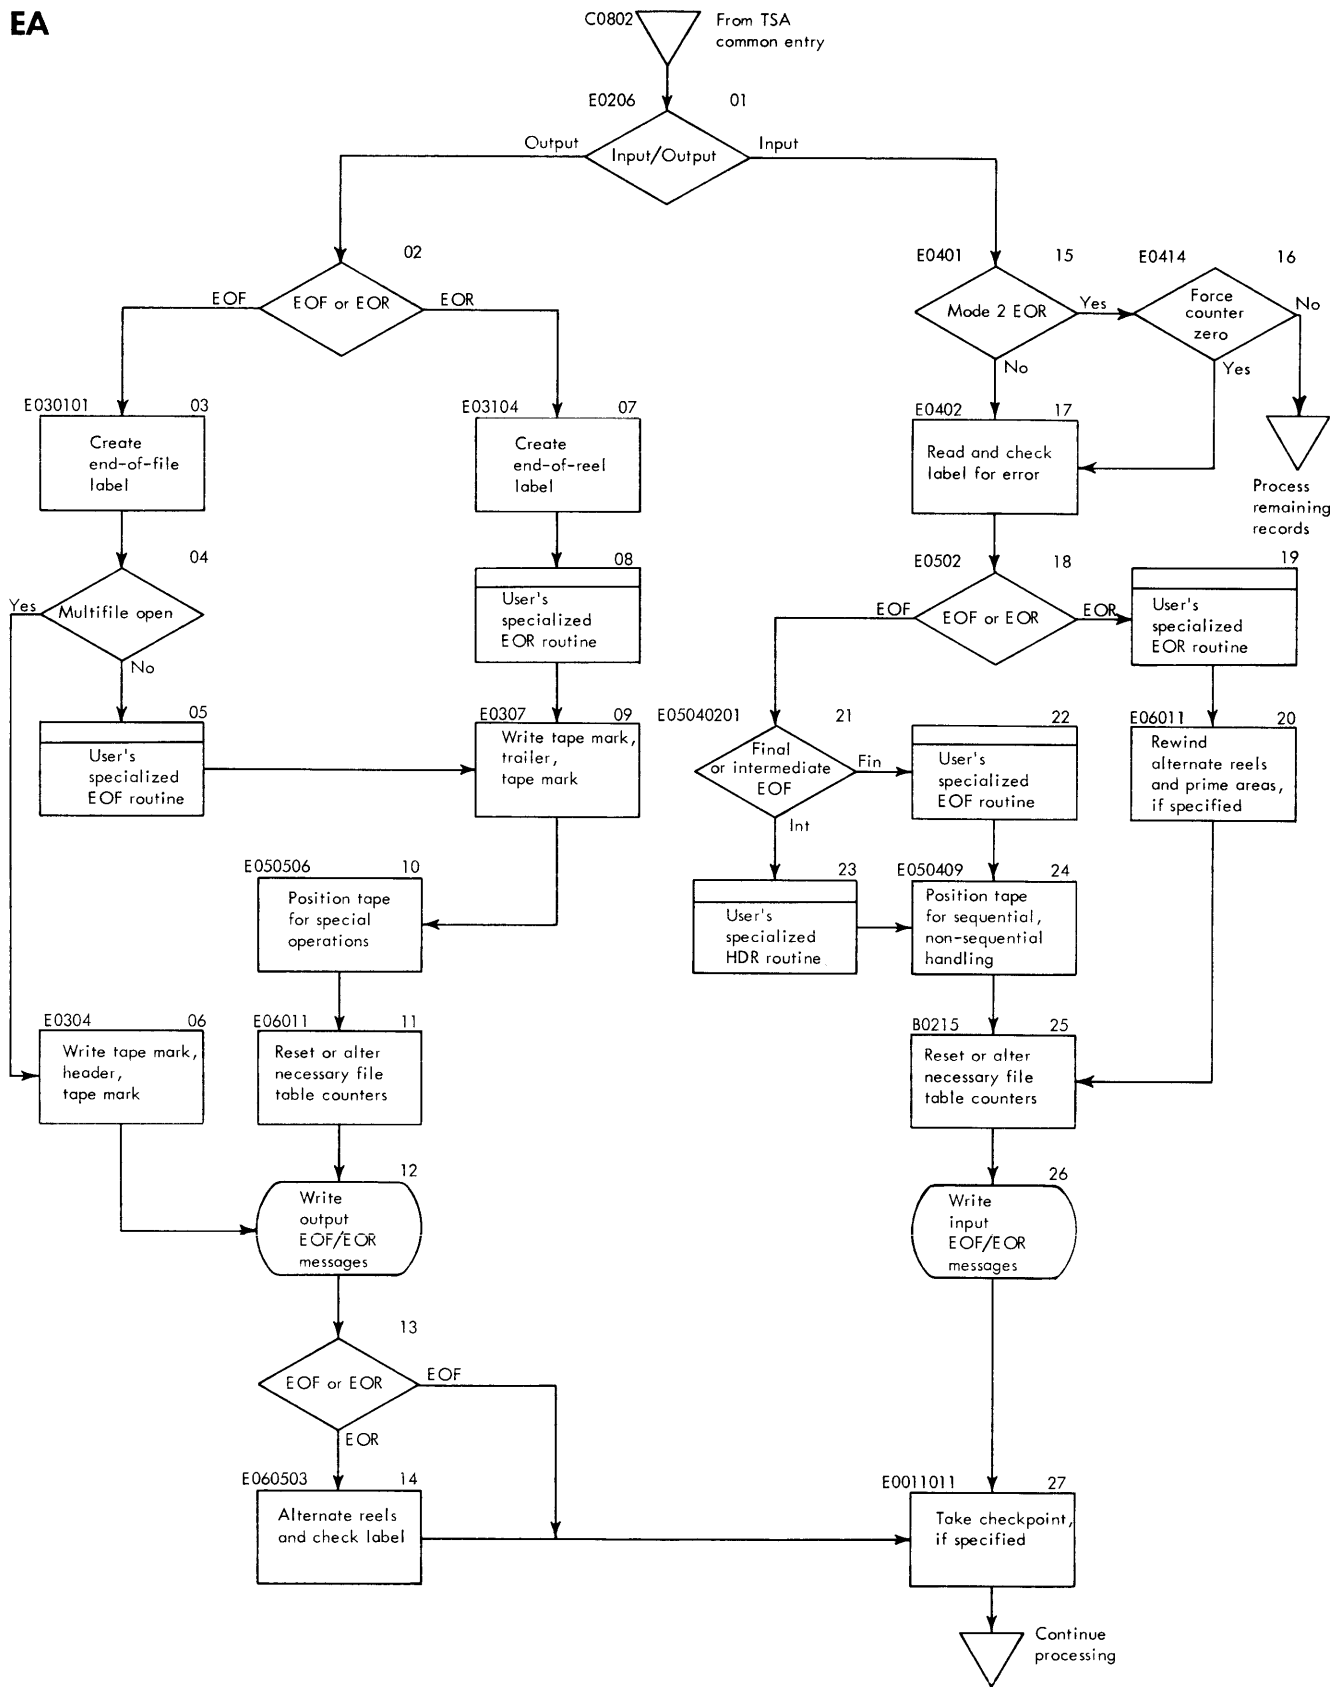 EA
C0802
From TSA
common entry
E0206
01
Output
Input/Output
Input
02
EOF
EOF or EOR
EOR
E0401
15
Mode 2 EOR
Yes
No
E0414
16
Force
counter
zero
No
Yes
Process
remaining
records
E030101
03
Create
end-of-file
label
E03104
07
Create
end-of-reel
label
E0402
17
Read and check
label for error
04
Yes
Multifile open
No
08
User's
specialized
EOR routine
E0502
18
EOF
EOF or EOR
EOR
19
User's
specialized
EOR routine
05
User's
specialized
EOF routine
E0307
09
Write tape mark,
trailer,
tape mark
E05040201
21
Final
or intermediate
EOF
Fin
Int
22
User's
specialized
EOF routine
E06011
20
Rewind
alternate reels
and prime areas,
if specified
E050506
10
Position tape
for special
operations
23
User's
specialized
HDR routine
E050409
24
Position tape
for sequential,
non-sequential
handling
E0304
06
Write tape mark,
header,
tape mark
E06011
11
Reset or alter
necessary file
table counters
B0215
25
Reset or alter
necessary file
table counters
12
Write
output
EOF/EOR
messages
26
Write
input
EOF/EOR
messages
13
EOF or EOR
EOF
EOR
E060503
14
Alternate reels
and check label
E0011011
27
Take checkpoint,
if specified
Continue
processing